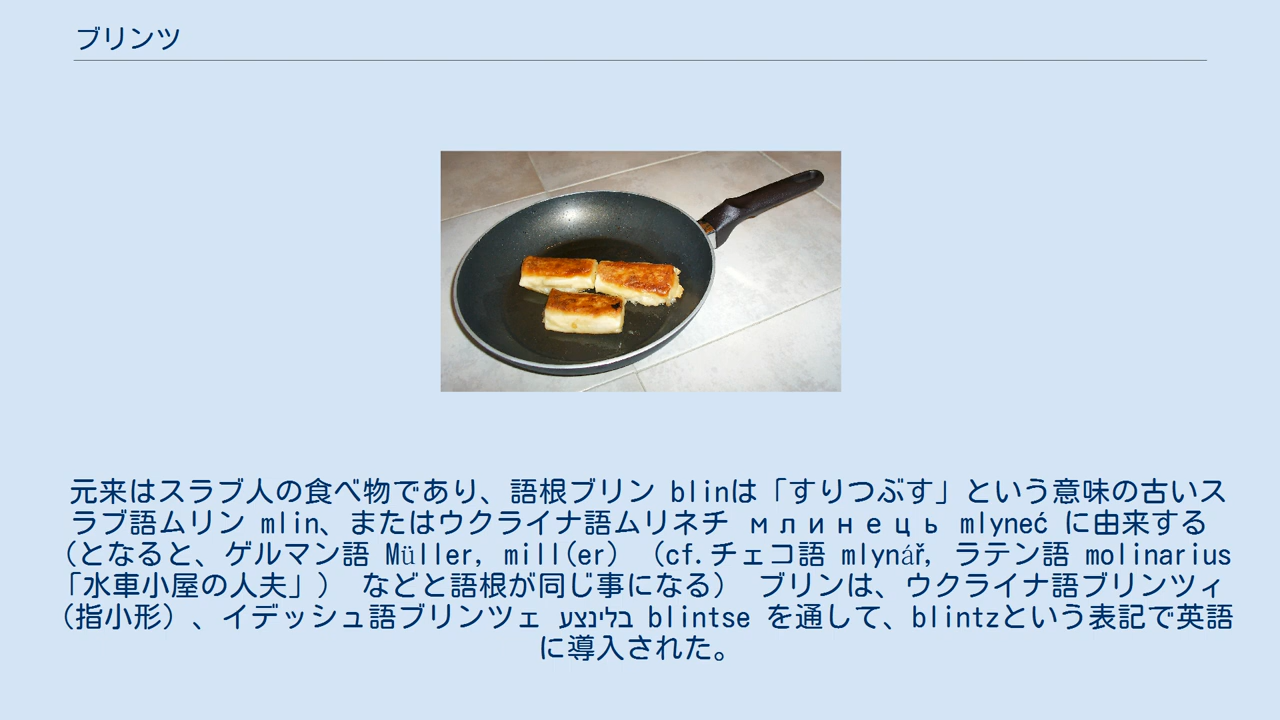 ブリンツ
元来はスラブ人の食べ物であり、語根ブリン blinは「すりつぶす」という意味の古いス
ラブ語ムリン mlin、またはウクライナ語ムリネチ млинець mlyneć に由来する
(となると、ゲルマン語 Müller, mill(er) (cf.チェコ語 mlynář, ラテン語 molinarius
「水車小屋の人夫」) などと語根が同じ事になる) ブリンは、ウクライナ語ブリンツィ
(指小形)、イデッシュ語ブリンツェ בלינצע blintse を通して、blintzという表記で英語
に導入された。